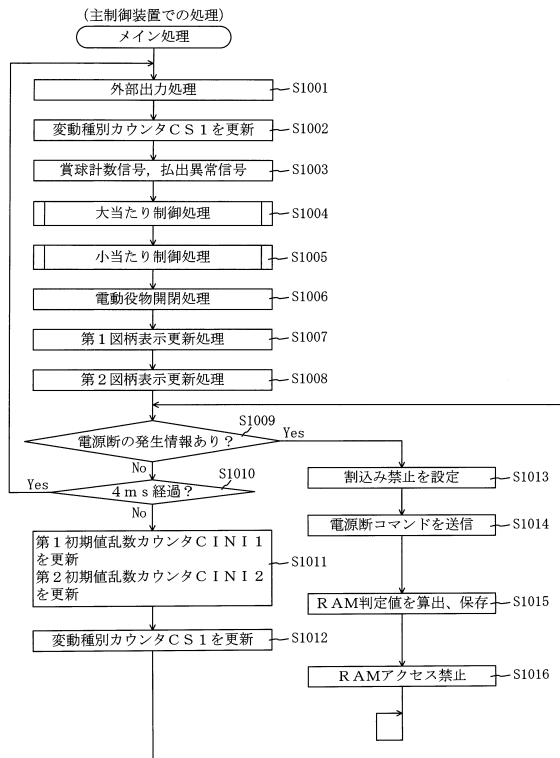 (主制御装置での処理)
メイン処理
外部出力処理
S1001
変動種別カウンタCS1を更新
S1002
賞球計数信号，払出異常信号
S1003
大当たり制御処理
S1004
小当たり制御処理
S1005
電動役物開閉処理
S1006
第1図柄表示更新処理
S1007
第2図柄表示更新処理
S1008
電源断の発生情報あり？
S1009
Yes
No
4ms経過？
S1010
Yes
No
第1初期値乱数カウンタCINI1
を更新
第2初期値乱数カウンタCINI2
を更新
S1011
変動種別カウンタCS1を更新
S1012
割込み禁止を設定
S1013
電源断コマンドを送信
S1014
RAM判定値を算出、保存
S1015
RAMアクセス禁止
S1016